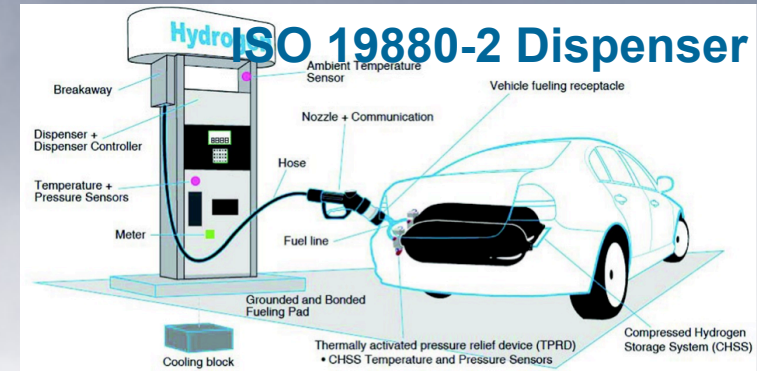 Hydrogen
ISO 19880-2 Dispenser
Ambient Temperature
Sensor
Breakaway
Vehicle fueling receptacle
Nozzle + Communication
Dispenser +
Dispenser Controller
Hose
Temperature +
Pressure Sensors
Meter
Fuel line
Grounded and Bonded
Fueling Pad
Cooling block
Thermally activated pressure relief device (TPRD)
• CHSS Temperature and Pressure Sensors
Compressed Hydrogen
Storage System (CHSS)